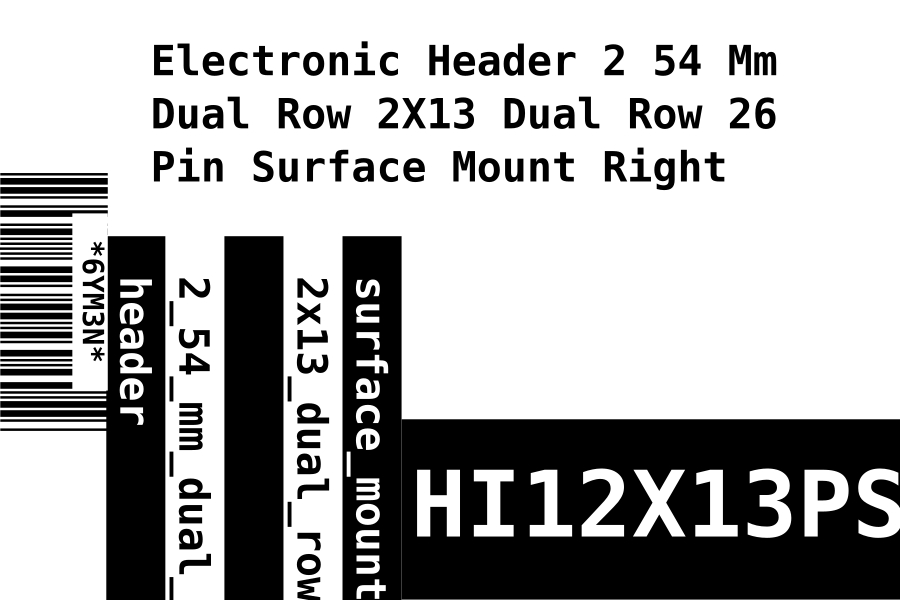 Electronic Header 2 54 Mm
Dual Row 2X13 Dual Row 26
Pin Surface Mount Right
*6YM3N*
header
2_54_mm_dual_
2x13_dual_row
surface_mount
HI12X13PS